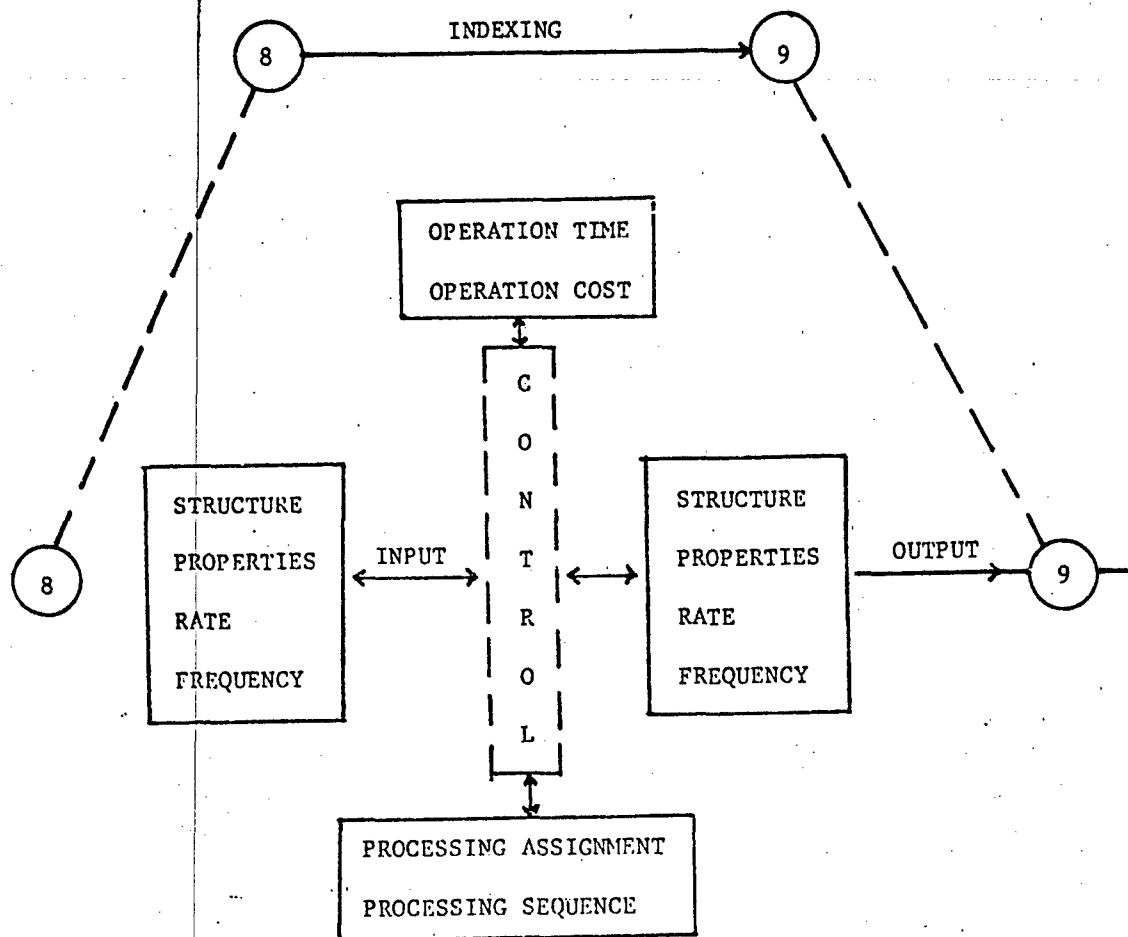 INDEXING
8
9
OPERATION TIME
OPERATION COST
CONTROL
STRUCTURE
PROPERTIES
RATE
FREQUENCY
8
INPUT
STRUCTURE
PROPERTIES
RATE
FREQUENCY
OUTPUT
9
PROCESSING ASSIGNMENT
PROCESSING SEQUENCE